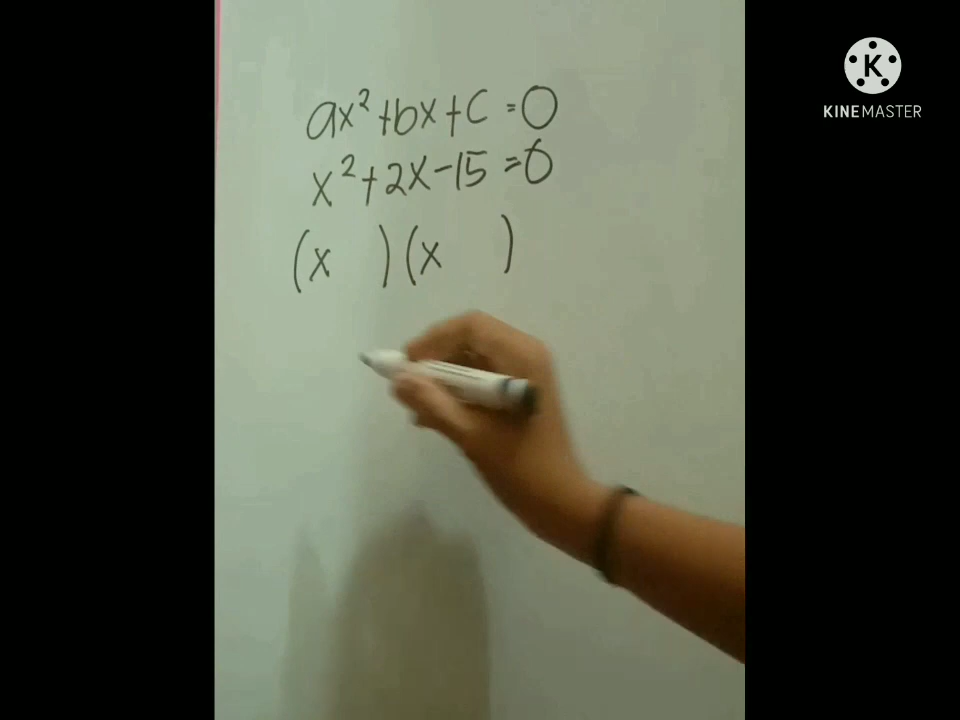 ax² + bx + c = 0
x² + 2x - 15 = 0
(x   ) (x   )
K
KINEMASTER